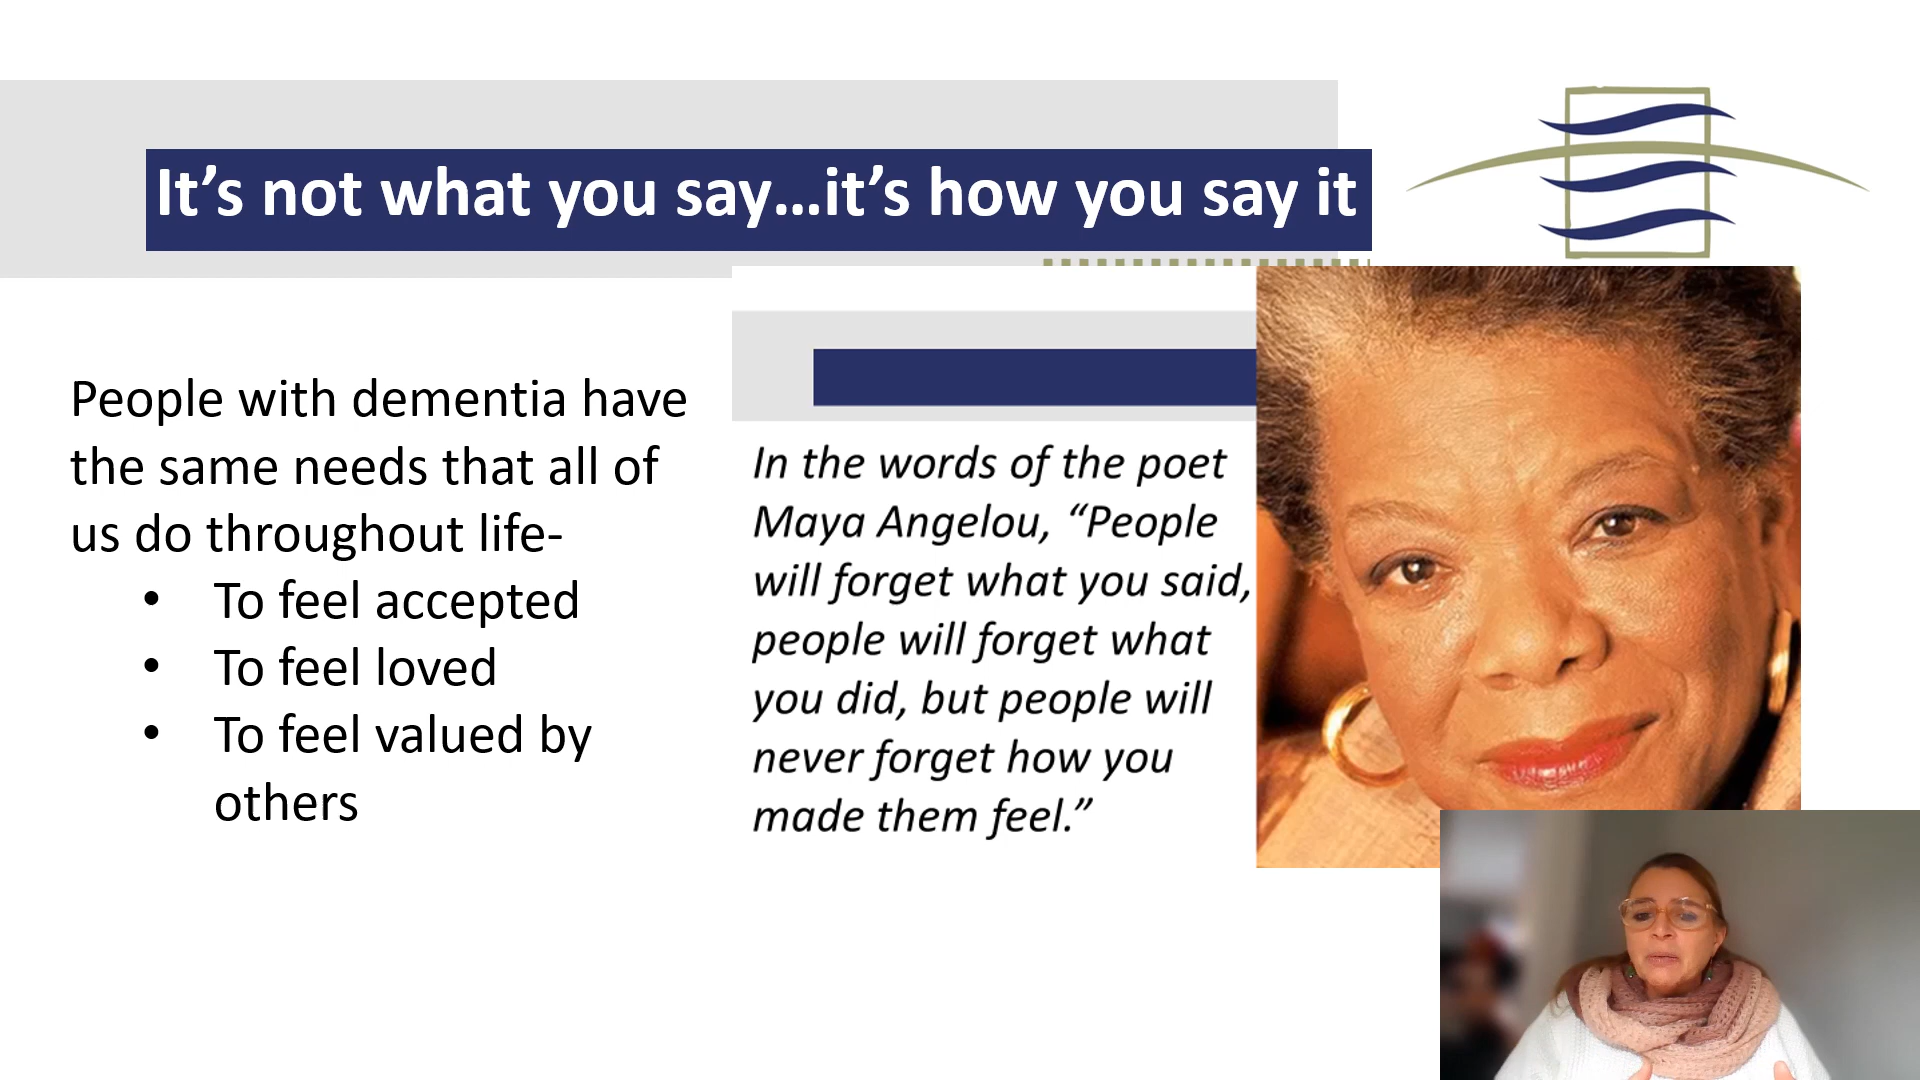 It’s not what you say...it’s how you say it
People with dementia have
the same needs that all of
us do throughout life-
• To feel accepted
• To feel loved
• To feel valued by
others
In the words of the poet
Maya Angelou, “People
will forget what you said,
people will forget what
you did, but people will
never forget how you
made them feel.”